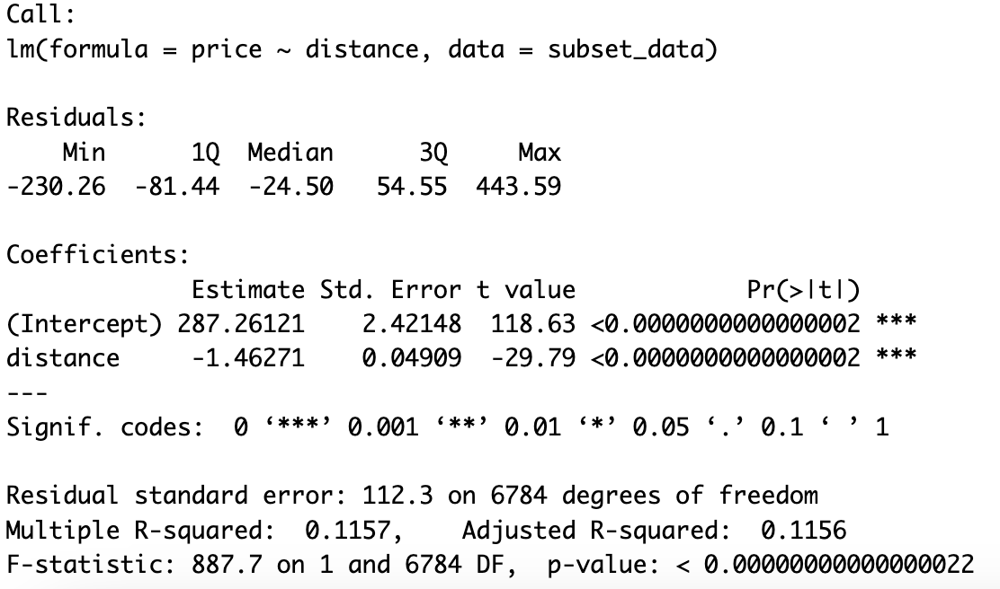 Call:
lm(formula = price ~ distance, data = subset_data)
Residuals:
Min 1Q Median 3Q Max
-230.26 -81.44 -24.50 54.55 443.59
Coefficients:
Estimate Std. Error t value Pr(>|t|)
(Intercept) 287.26121 2.42148 118.63 <0.0000000000000002 ***
distance -1.46271 0.04909 -29.79 <0.0000000000000002 ***
---
Signif. codes: 0 ‘***’ 0.001 ‘**’ 0.01 ‘*’ 0.05 ‘.’ 0.1 ‘ ’ 1
Residual standard error: 112.3 on 6784 degrees of freedom
Multiple R-squared: 0.1157, Adjusted R-squared: 0.1156
F-statistic: 887.7 on 1 and 6784 DF, p-value: < 0.00000000000000022